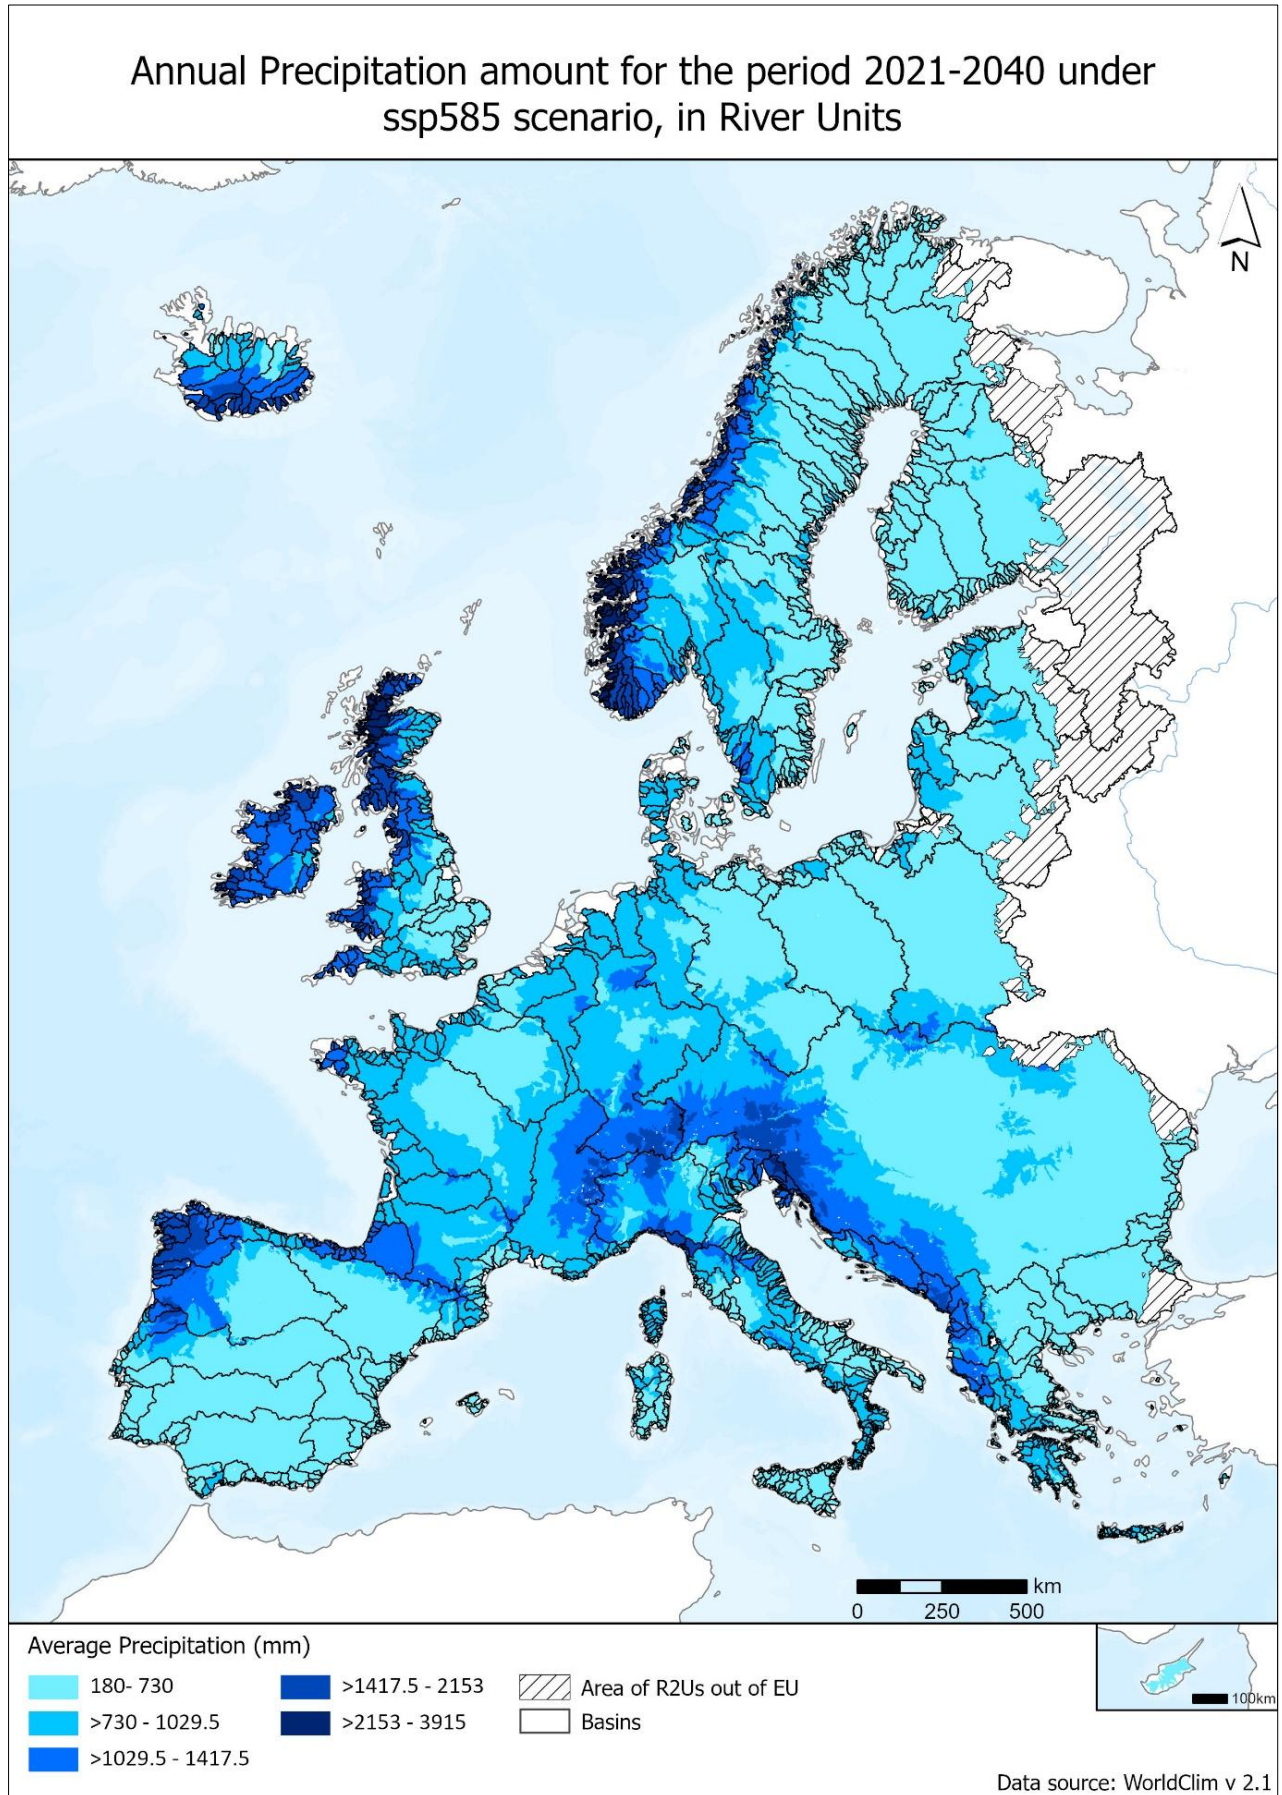 Annual Precipitation amount for the period 2021-2040 under
ssp585 scenario, in River Units
N
km
0 250 500
Average Precipitation (mm)
180- 730
>730 - 1029.5
>1029.5 - 1417.5
>1417.5 - 2153
>2153 - 3915
Area of R2Us out of EU
Basins
100km
Data source: WorldClim v 2.1